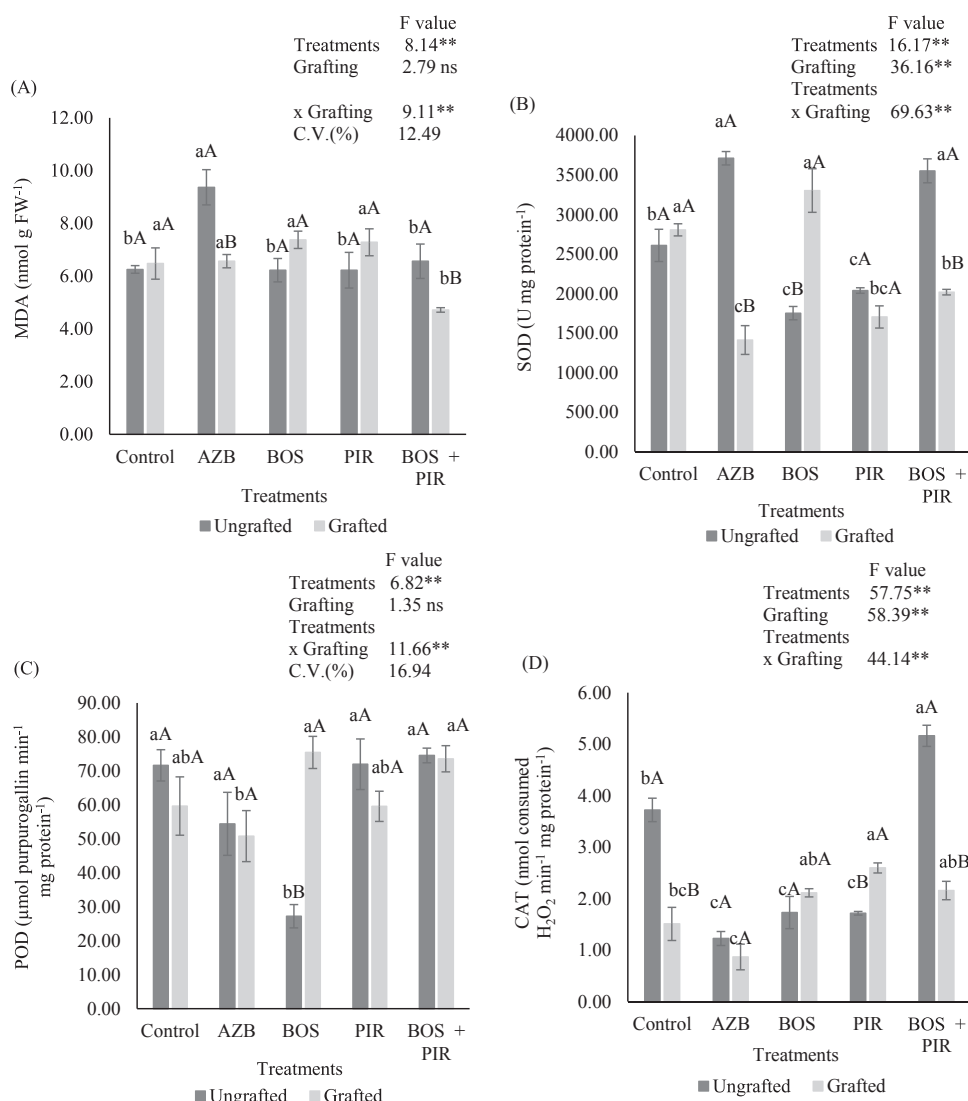 F value
Treatments 8.14**
Grafting 2.79 ns
x Grafting 9.11**
C.V.(%) 12.49
(A)
MDA (nmol g FW-1)
12.00
10.00
8.00
6.00
4.00
2.00
0.00
bA aA aA aB bA aA bA aA bA bB
Control AZB BOS PIR BOS +
PIR
Treatments
Ungrafted Grafted
F value
Treatments 16.17**
Grafting 36.16**
Treatments
x Grafting 69.63**
(B)
SOD (U mg protein-1)
4000.00
3500.00
3000.00
2500.00
2000.00
1500.00
1000.00
500.00
0.00
bA aA aA cB cB aA cA bcA aA bB
Control AZB BOS PIR BOS +
PIR
Treatments
Ungrafted Grafted
F value
Treatments 6.82**
Grafting 1.35 ns
Treatments
x Grafting 11.66**
C.V.(%) 16.94
(C)
POD (μmol purpurogallin min-1
mg protein-1)
90.00
80.00
70.00
60.00
50.00
40.00
30.00
20.00
10.00
0.00
aA abA aA bA bB aA aA abA aA aA
Control AZB BOS PIR BOS +
PIR
Treatments
Ungrafted Grafted
F value
Treatments 57.75**
Grafting 58.39**
Treatments
x Grafting 44.14**
(D)
CAT (nmol consumed
H2O2 min-1 mg protein-1)
6.00
5.00
4.00
3.00
2.00
1.00
0.00
bA bcB cA cA cA abA cB aA aA abB
Control AZB BOS PIR BOS +
PIR
Treatments
Ungrafted Grafted